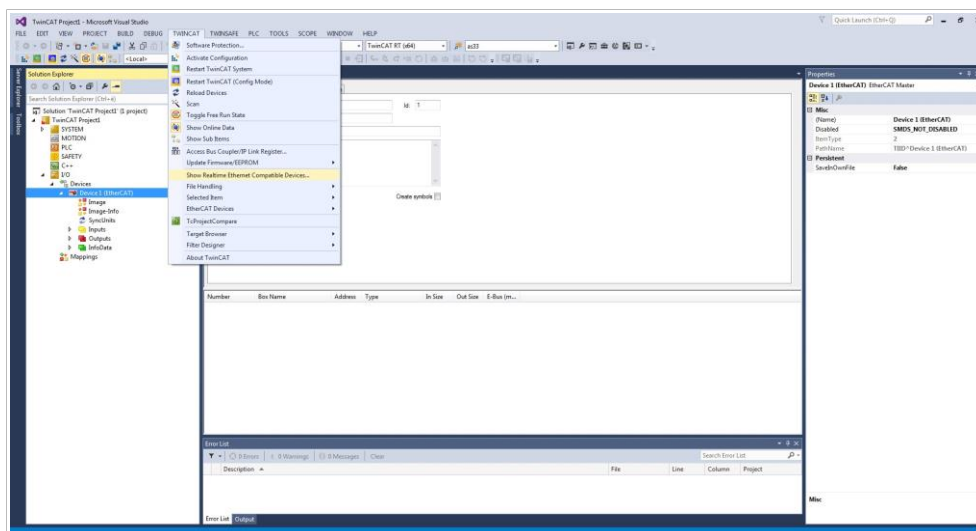 TwinCAT Project1 - Microsoft Visual Studio
Quick Launch (Ctrl+Q)
FILE EDIT VIEW PROJECT BUILD DEBUG TWINCAT TWINSAFE PLC TOOLS SCOPE WINDOW HELP
TwinCAT RT (x64)
as33
<Local>
Server Explorer
Toolbox
Solution Explorer
Search Solution Explorer (Ctrl+è)
Solution 'TwinCAT Project1' (1 project)
TwinCAT Project1
SYSTEM
MOTION
PLC
SAFETY
C++
I/O
Devices
Device 1 (EtherCAT)
Image
Image-Info
SyncUnits
Inputs
Outputs
InfoData
Mappings
Software Protection...
Activate Configuration
Restart TwinCAT System
Restart TwinCAT (Config Mode)
Reload Devices
Scan
Toggle Free Run State
Show Online Data
Show Sub Items
Access Bus Coupler/IP Link Register...
Update Firmware/EEPROM
Show Realtime Ethernet Compatible Devices...
File Handling
Selected Item
EtherCAT Devices
TcProjectCompare
Target Browser
Filter Designer
About TwinCAT
Id: 1
Create symbols
Number Box Name Address Type In Size Out Size E-Bus (m...
Error List
0 Errors 0 Warnings 0 Messages Clear
Search Error List
Description File Line Column Project
Error List Output
Properties
Device 1 (EtherCAT) EtherCAT Master
Misc
(Name) Device 1 (EtherCAT)
Disabled SMDS_NOT_DISABLED
ItemType 2
PathName TIID^Device 1 (EtherCAT)
Persistent
SaveInOwnFile False
Misc